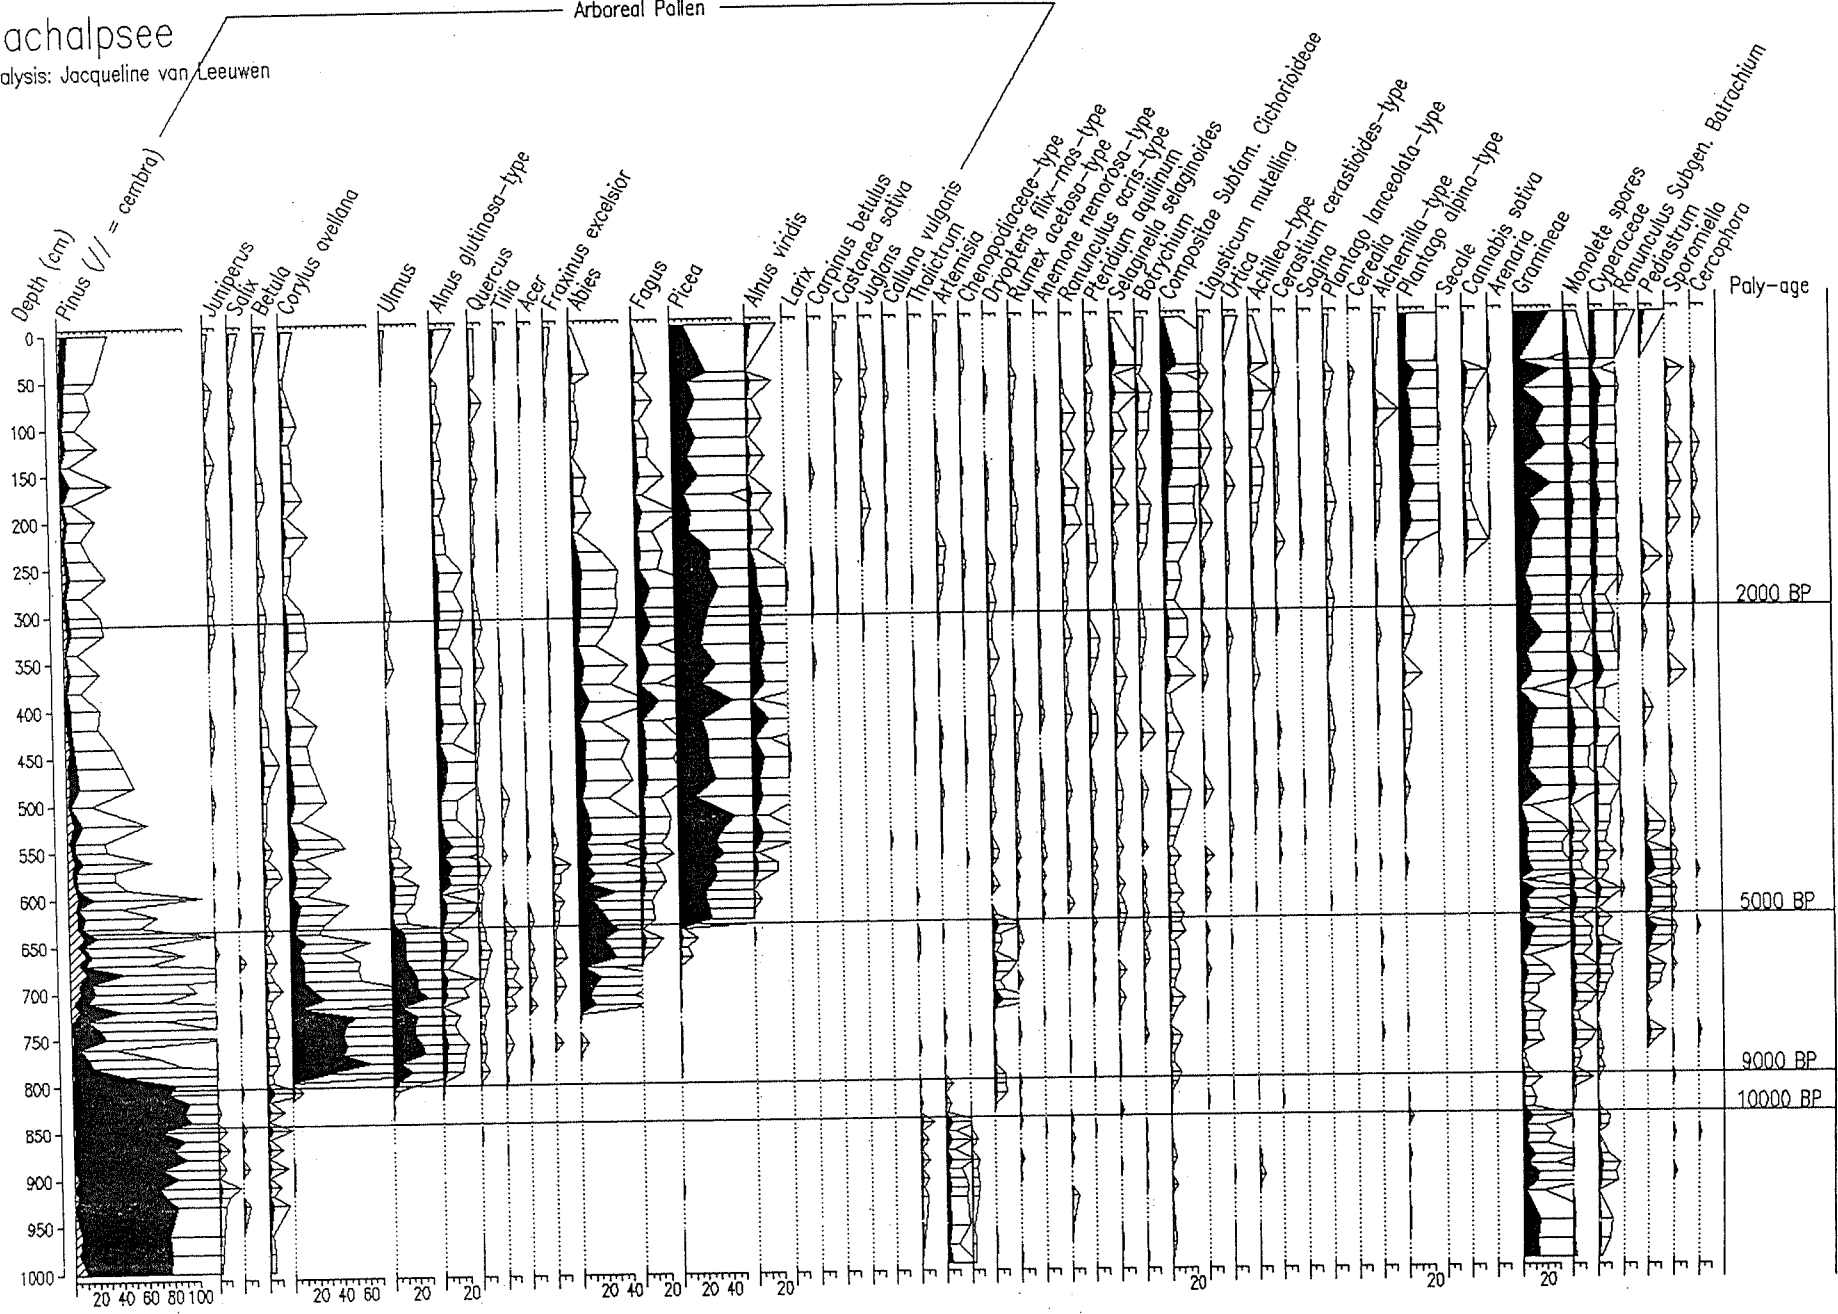 Arboreal Pollen
achalpsee
alysis: Jacqueline van Leeuwen
Depth (cm)
Pinus (// = cembra)
Juniperus
Salix
Betula
Corylus avellana
Ulmus
Alnus glutinosa-type
Quercus
Tilia
Acer
Fraxinus excelsior
Abies
Fagus
Picea
Alnus viridis
Larix
Carpinus betulus
Castanea sativa
Juglans
Calluna vulgaris
Thalictrum
Artemisia
Chenopodiaceae-type
Dryopteris filix-mas-type
Rumex acetosa-type
Anemone nemorosa-type
Ranunculus acris-type
Pteridium aquilinum
Selaginella selaginoides
Botrychium
Compositae Subfam. Cichorioideae
Ligusticum mutellina
Urtica
Achillea-type
Cerastium cerastioides-type
Sagina
Plantago lanceolata-type
Cerealia
Alchemilla-type
Plantago alpina-type
Secale
Cannabis sativa
Arenaria
Gramineae
Monolete spores
Cyperaceae
Ranunculus Subgen. Batrachium
Pediastrum
Sporomiella
Cercophora
Poly-age
0
50
100
150
200
250
2000 BP
300
350
400
450
500
550
600
5000 BP
650
700
750
9000 BP
800
10000 BP
850
900
950
1000
20 40 60 80 100 20 40 60 20 20 20 40 20 20 40 20 20 20 20